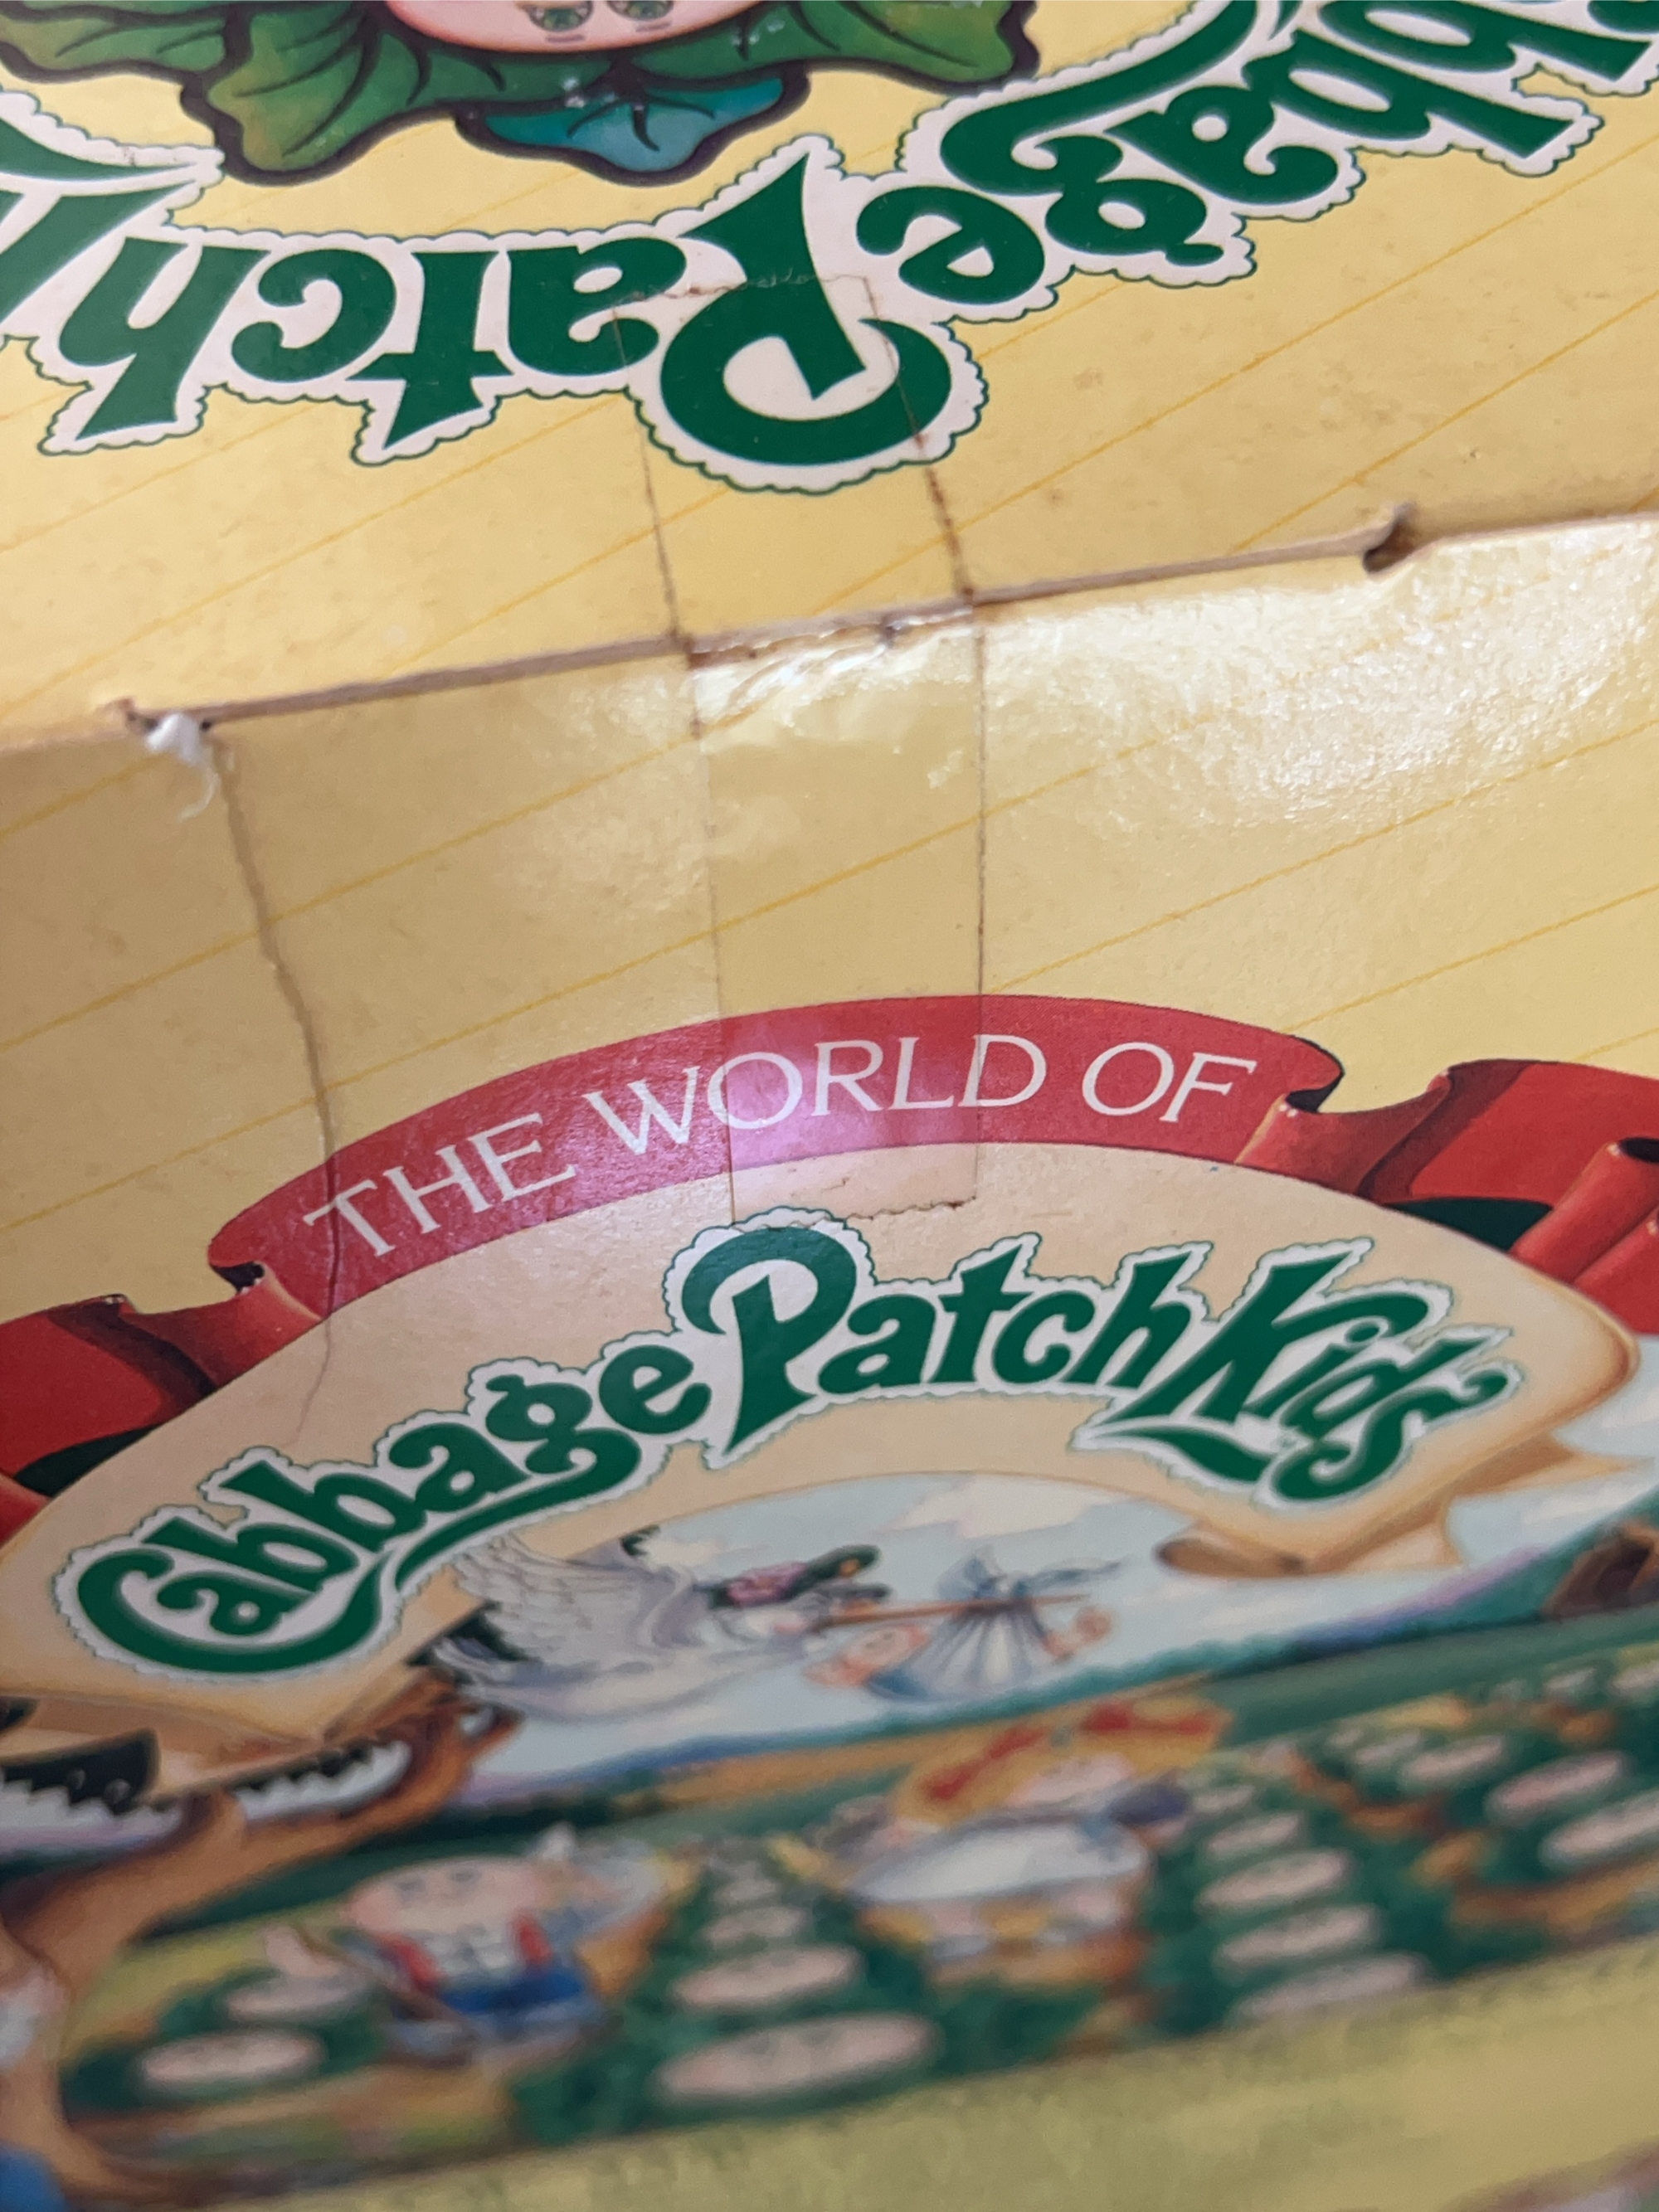 Cabbage Patch
THE WORLD OF
Cabbage Patch Kids